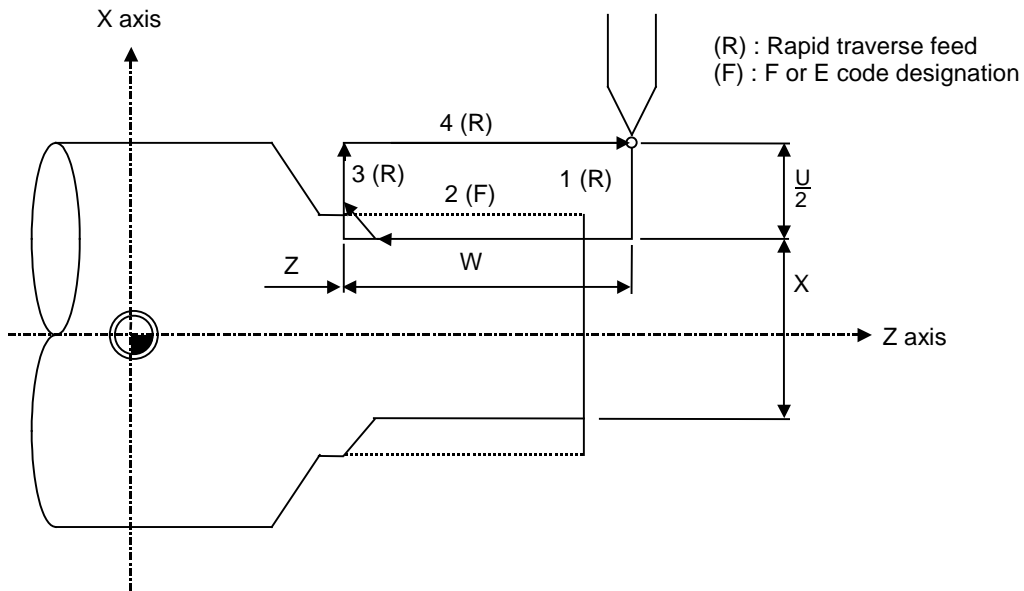 X axis
(R) : Rapid traverse feed
(F) : F or E code designation
4 (R)
3 (R)
1 (R)
U
2
2 (F)
Z
W
X
Z axis